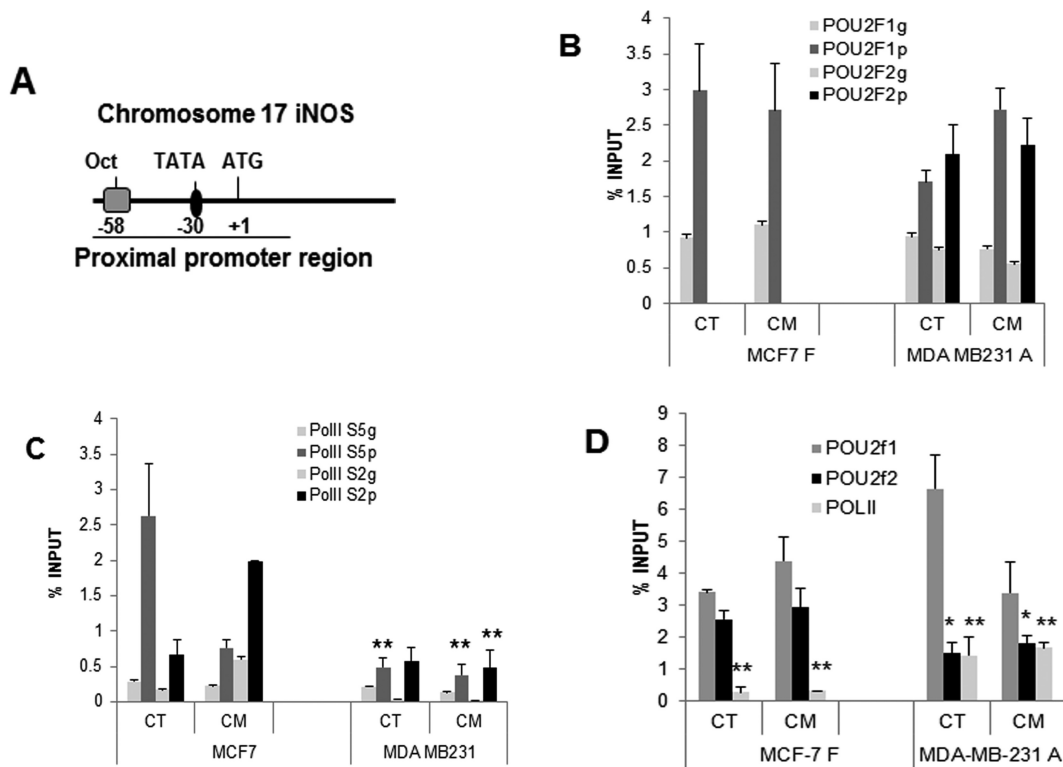 A
Chromosome 17 iNOS
Oct TATA ATG
-58 -30 +1
Proximal promoter region
B
POU2F1g
POU2F1p
POU2F2g
POU2F2p
% INPUT
4
3.5
3
2.5
2
1.5
1
0.5
0
CT CM CT CM
MCF7 F MDA MB231 A
C
PolII S5g
PolII S5p
PolII S2g
PolII S2p
% INPUT
4
3.5
3
2.5
2
1.5
1
0.5
0
** ** **
CT CM CT CM
MCF7 MDA MB231
D
POU2f1
POU2f2
POLII
% INPUT
9
8
7
6
5
4
3
2
1
0
** ** * ** * **
CT CM CT CM
MCF-7 F MDA-MB-231 A